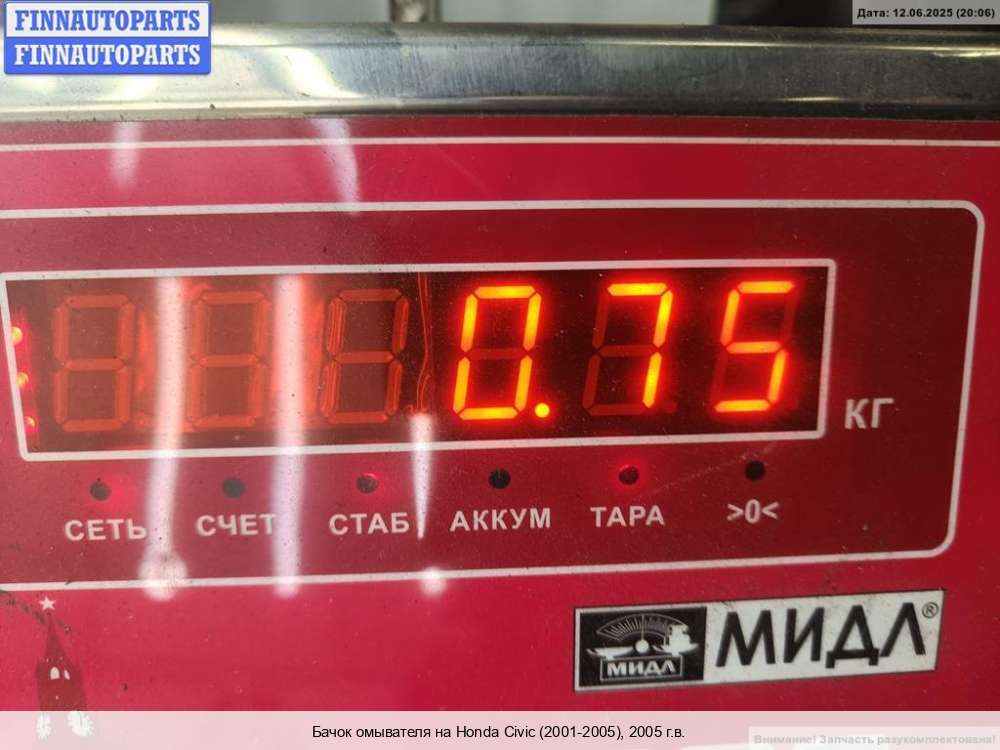 FINNAUTOPARTS
FINNAUTOPARTS
Дата: 12.06.2025 (20:06)
0.75
КГ
СЕТЬ СЧЕТ СТАБ АККУМ ТАРА >0<
МИДЛ МИДЛ®
Бачок омывателя на Honda Civic (2001-2005), 2005 г.в.
Внимание! Запчасть разукомплектована!